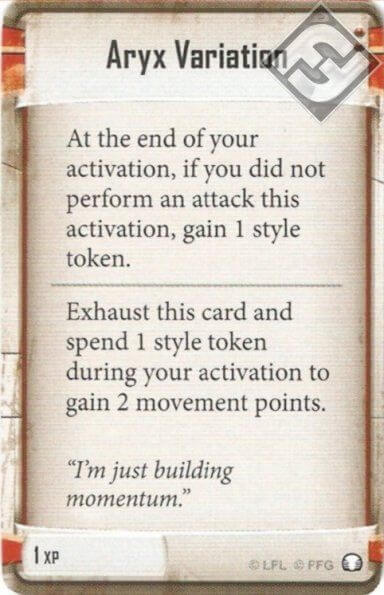 Aryx Variation
At the end of your
activation, if you did not
perform an attack this
activation, gain 1 style
token.
Exhaust this card and
spend 1 style token
during your activation to
gain 2 movement points.
“I’m just building
momentum.”
1 XP
© LFL © FFG